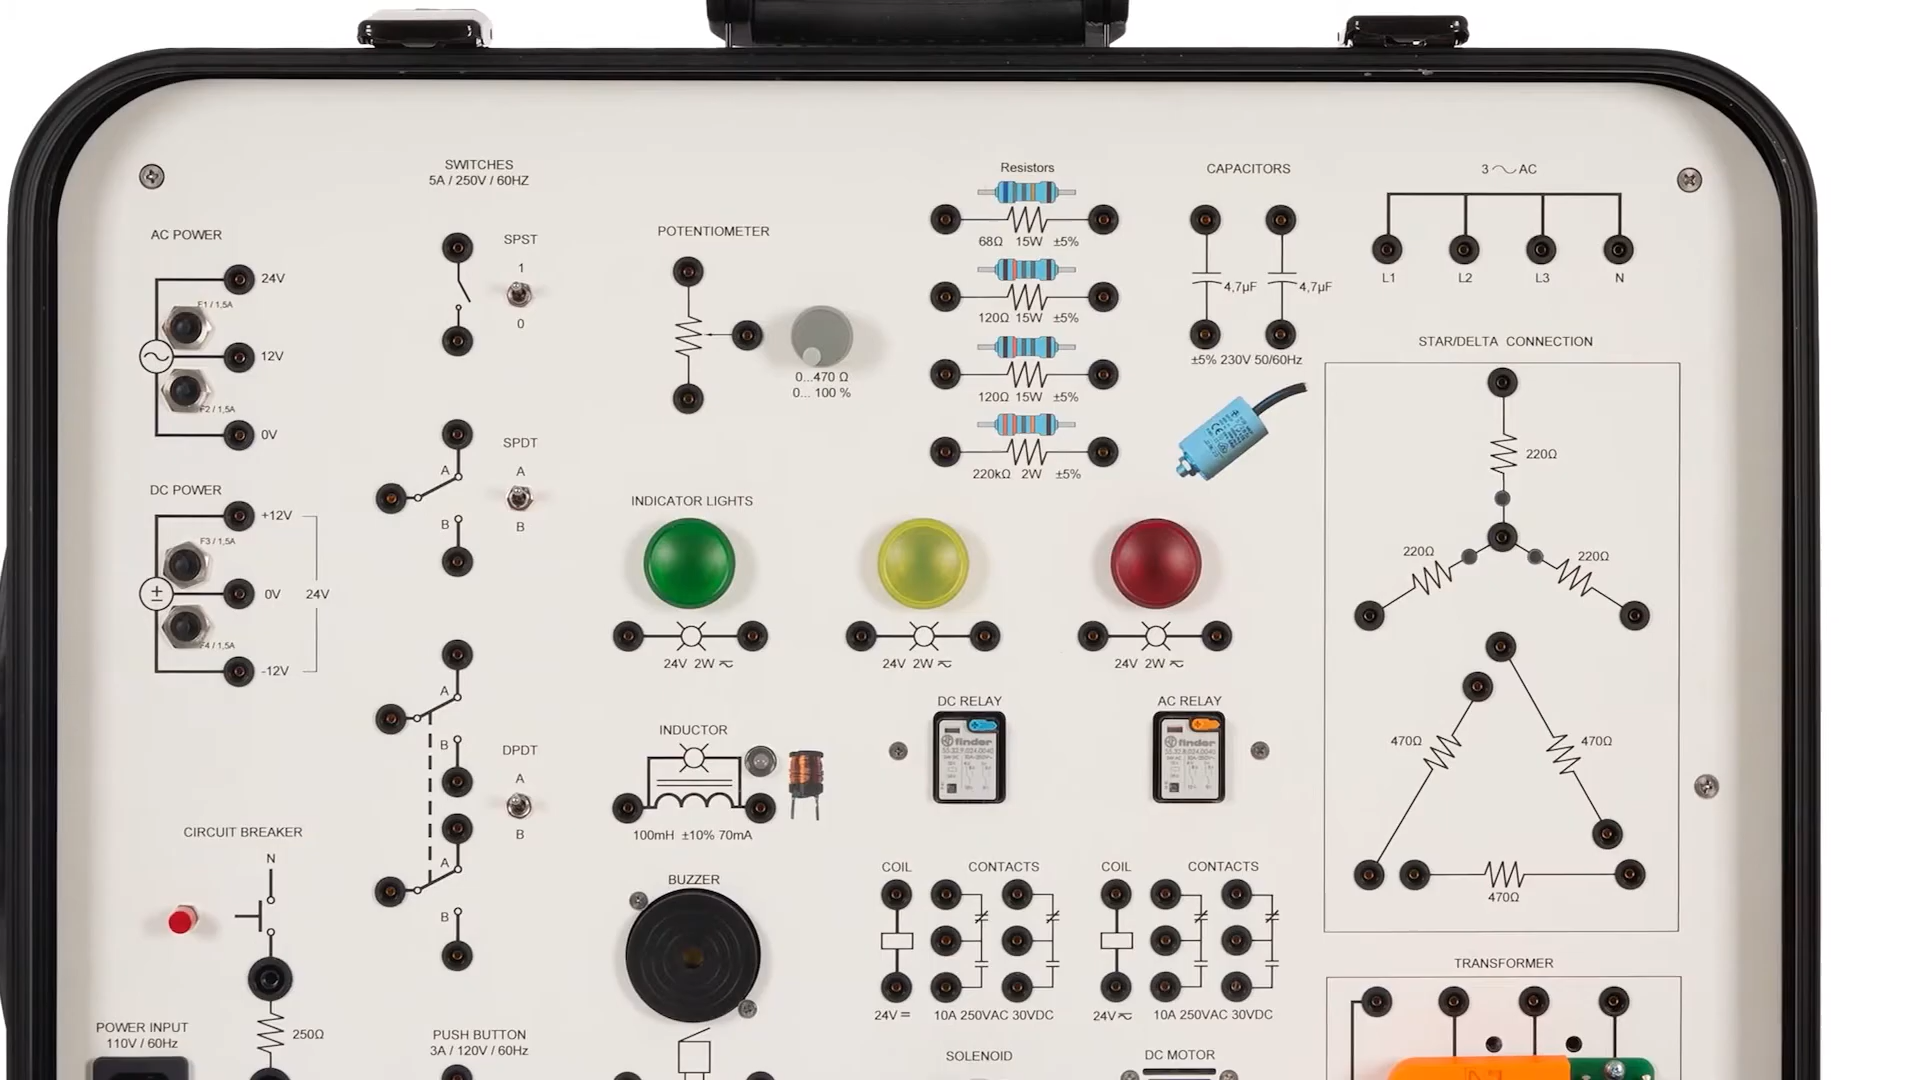 SWITCHES
5A / 250V / 60HZ
Resistors
CAPACITORS
3 AC
AC POWER
24V
F1 / 1,5A
12V
F2 / 1,5A
0V
SPST
1
0
POTENTIOMETER
0...470 Ω
0... 100 %
68Ω 15W ±5%
120Ω 15W ±5%
120Ω 15W ±5%
220kΩ 2W ±5%
4,7µF
4,7µF
±5% 230V 50/60Hz
L1
L2
L3
N
STAR/DELTA CONNECTION
220Ω
220Ω
220Ω
470Ω
470Ω
470Ω
SPDT
A
B
A
B
DC POWER
+12V
F3 / 1,5A
0V
24V
F4 / 1,5A
-12V
INDICATOR LIGHTS
24V 2W
24V 2W
24V 2W
DC RELAY
finder
AC RELAY
finder
INDUCTOR
100mH ±10% 70mA
A
B
DPDT
A
B
A
B
CIRCUIT BREAKER
N
250Ω
BUZZER
COIL
CONTACTS
24V =
10A 250VAC 30VDC
COIL
CONTACTS
24V
10A 250VAC 30VDC
TRANSFORMER
POWER INPUT
110V / 60Hz
PUSH BUTTON
3A / 120V / 60Hz
SOLENOID
DC MOTOR